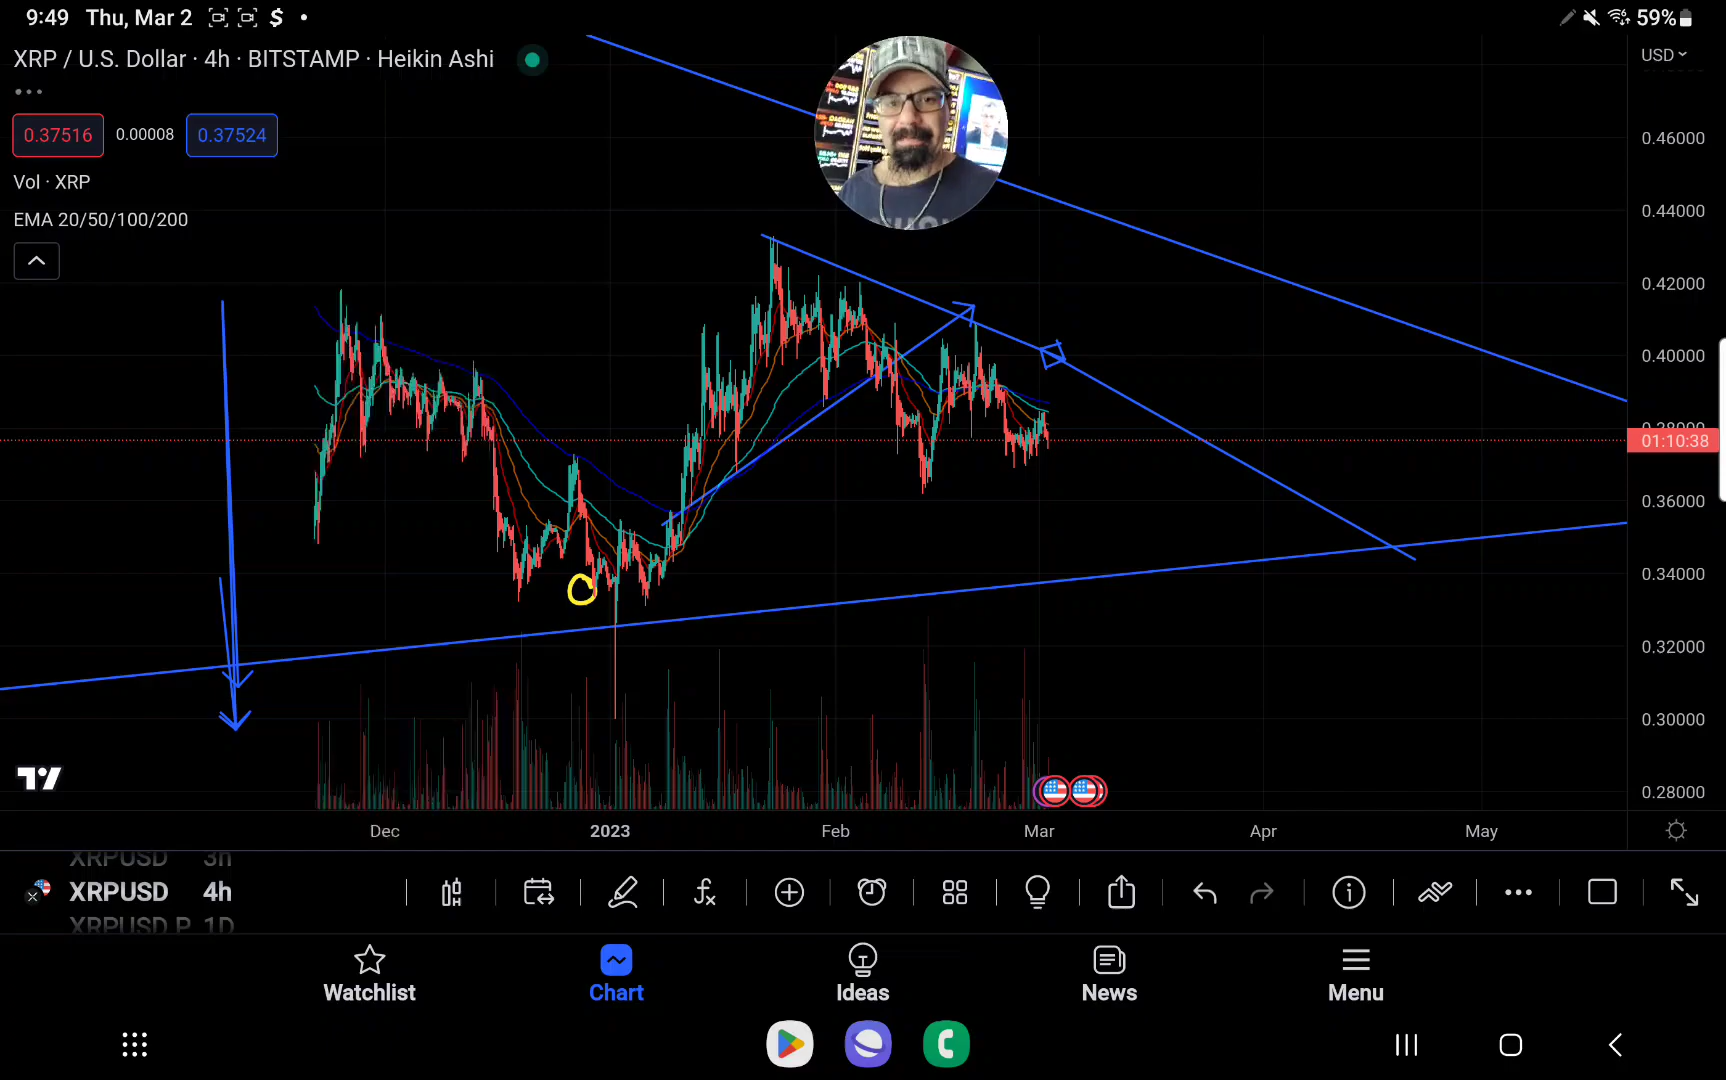 9:49 Thu, Mar 2 $ 59%
XRP / U.S. Dollar · 4h · BITSTAMP · Heikin Ashi
USD
0.37516 0.00008 0.37524
Vol · XRP
EMA 20/50/100/200
0.46000
0.44000
0.42000
0.40000
0.38000
01:10:38
0.36000
0.34000
0.32000
0.30000
0.28000
Dec 2023 Feb Mar Apr May
XRPUSD 3h
XRPUSD 4h
XRPUSD P 1D
Watchlist Chart Ideas News Menu